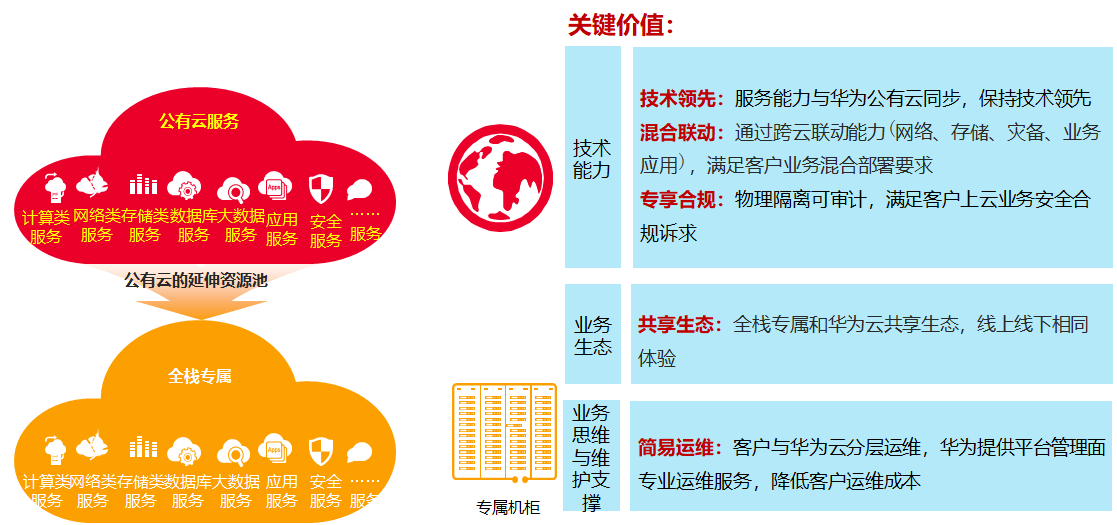 关键价值：
公有云服务
计算类
服务
网络类
服务
存储类
服务
数据库
服务
大数据
服务
应用
服务
安全
服务
……
服务
Apps
公有云的延伸资源池
全栈专属
计算类
服务
网络类
服务
存储类
服务
数据库
服务
大数据
服务
应用
服务
安全
服务
……
服务
Apps
专属机柜
技术
能力
技术领先：服务能力与华为公有云同步，保持技术领先
混合联动：通过跨云联动能力（网络、存储、灾备、业务
应用），满足客户业务混合部署要求
专享合规：物理隔离可审计，满足客户上云业务安全合
规诉求
业务
生态
共享生态：全栈专属和华为云共享生态，线上线下相同
体验
业务
思维
与维
护支
撑
简易运维：客户与华为云分层运维，华为提供平台管理面
专业运维服务，降低客户运维成本